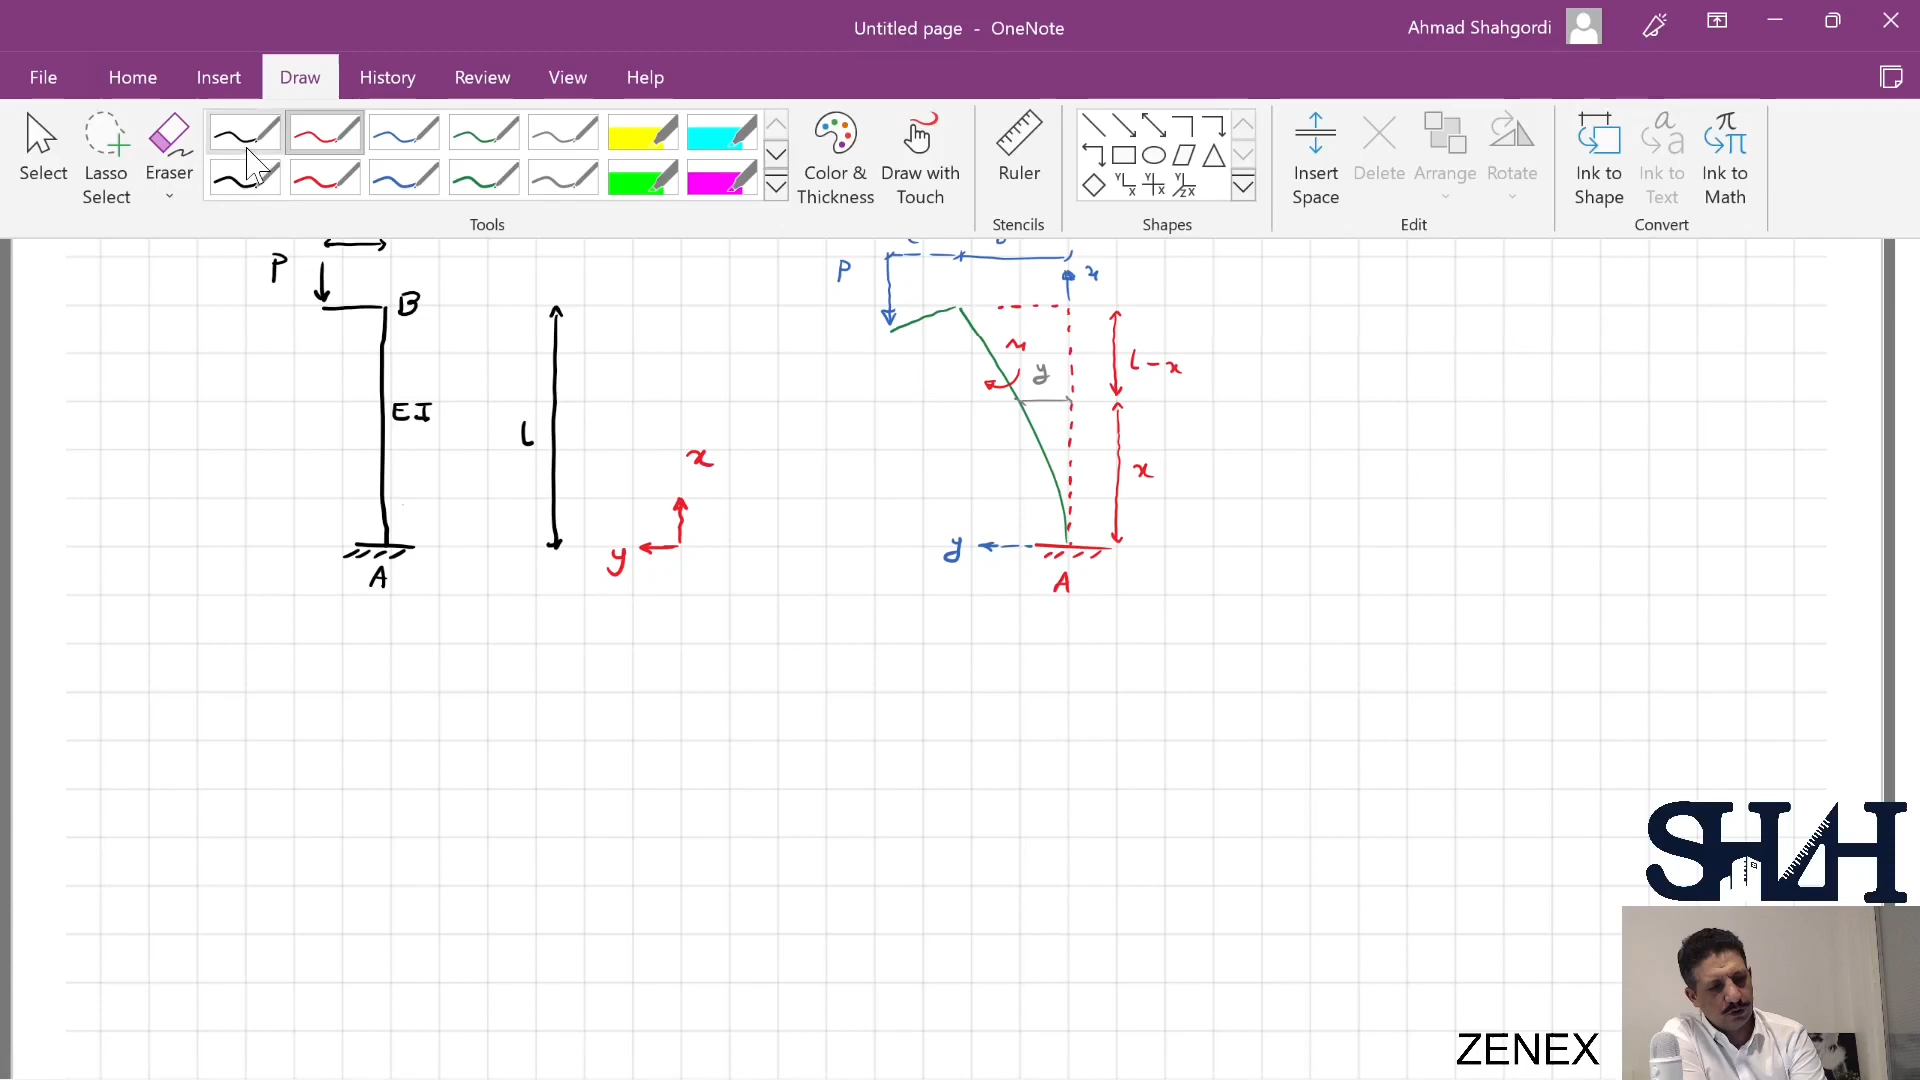 Untitled page - OneNote
Ahmad Shahgordi
File Home Insert Draw History Review View Help
Select
Lasso Select
Eraser
Color & Thickness
Draw with Touch
Ruler
Insert Space
Delete
Arrange
Rotate
Ink to Shape
Ink to Text
Ink to Math
Tools
Stencils
Shapes
Edit
Convert
P
B
EI
L
A
x
y
P
x
M
y
L-x
x
y
A
SHAH
ZENEX